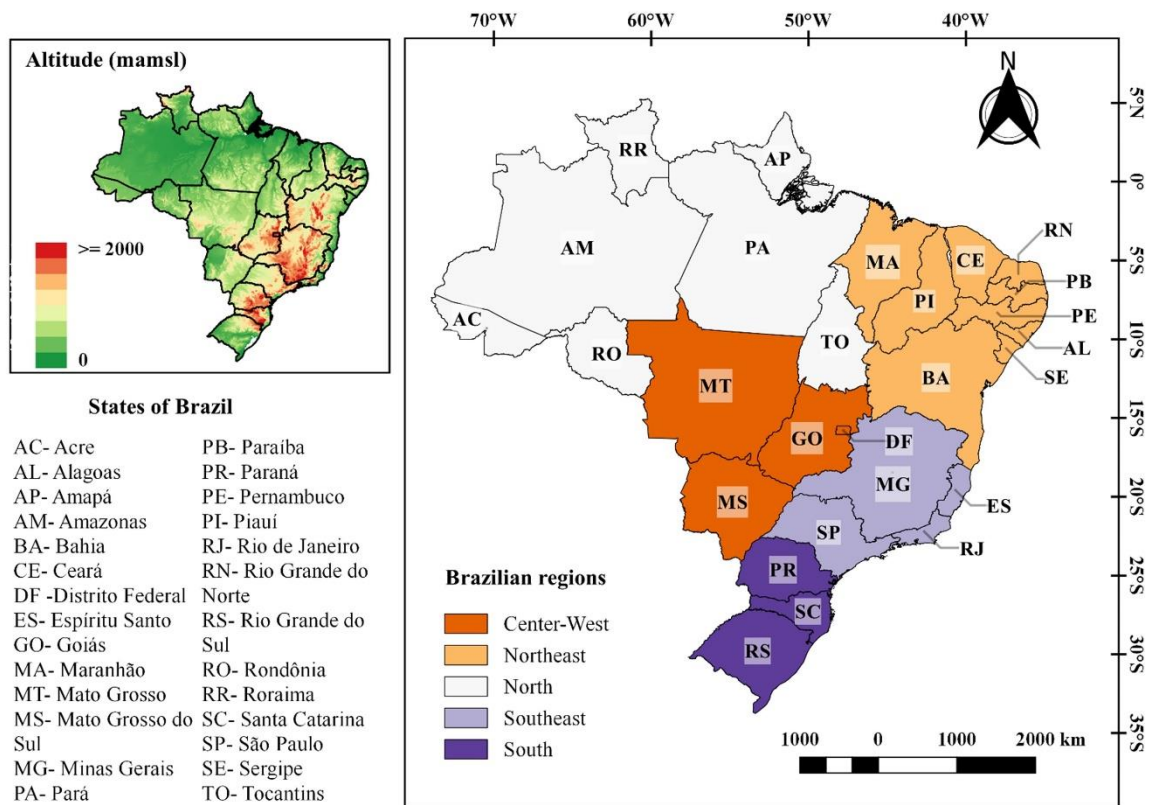 Altitude (mamsl)
>= 2000
0
States of Brazil
AC- Acre
AL- Alagoas
AP- Amapá
AM- Amazonas
BA- Bahia
CE- Ceará
DF -Distrito Federal
ES- Espíritu Santo
GO- Goiás
MA- Maranhão
MT- Mato Grosso
MS- Mato Grosso do
Sul
MG- Minas Gerais
PA- Pará
PB- Paraíba
PR- Paraná
PE- Pernambuco
PI- Piauí
RJ- Rio de Janeiro
RN- Rio Grande do
Norte
RS- Rio Grande do
Sul
RO- Rondônia
RR- Roraima
SC- Santa Catarina
SP- São Paulo
SE- Sergipe
TO- Tocantins
70°W 60°W 50°W 40°W
N
5°N
0°
5°S
10°S
15°S
20°S
25°S
30°S
35°S
RR
AP
AM
PA
MA
CE
RN
PB
PI
PE
AC
RO
TO
AL
SE
BA
MT
GO
DF
MG
MS
ES
SP
RJ
PR
SC
RS
Brazilian regions
Center-West
Northeast
North
Southeast
South
1000 0 1000 2000 km